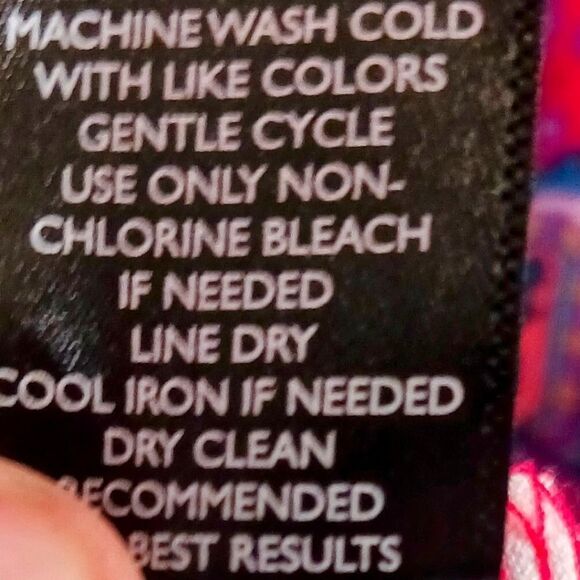 MACHINE WASH COLD
WITH LIKE COLORS
GENTLE CYCLE
USE ONLY NON-
CHLORINE BLEACH
IF NEEDED
LINE DRY
COOL IRON IF NEEDED
DRY CLEAN
RECOMMENDED
BEST RESULTS